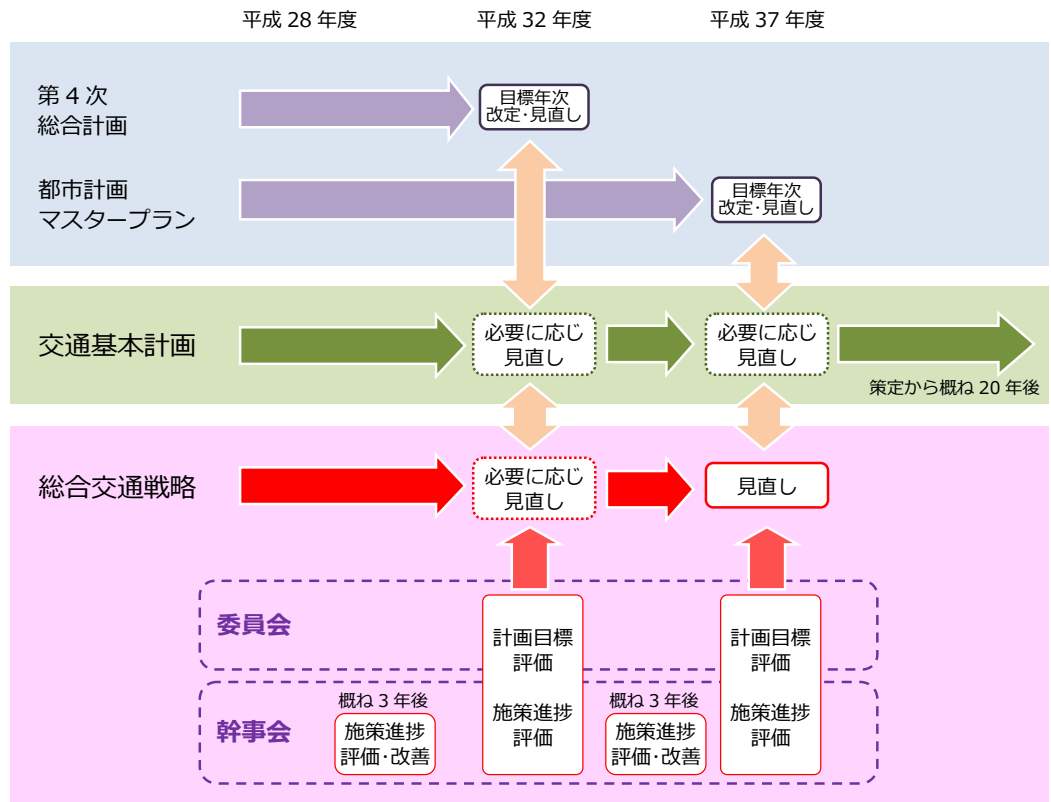 平成 28 年度
平成 32 年度
平成 37 年度
第 4 次
総合計画
目標年次
改定・見直し
都市計画
マスタープラン
目標年次
改定・見直し
交通基本計画
必要に応じ
見直し
必要に応じ
見直し
策定から概ね 20 年後
総合交通戦略
必要に応じ
見直し
見直し
委員会
計画目標
評価
計画目標
評価
幹事会
概ね 3 年後
施策進捗
評価・改善
施策進捗
評価
概ね 3 年後
施策進捗
評価・改善
施策進捗
評価